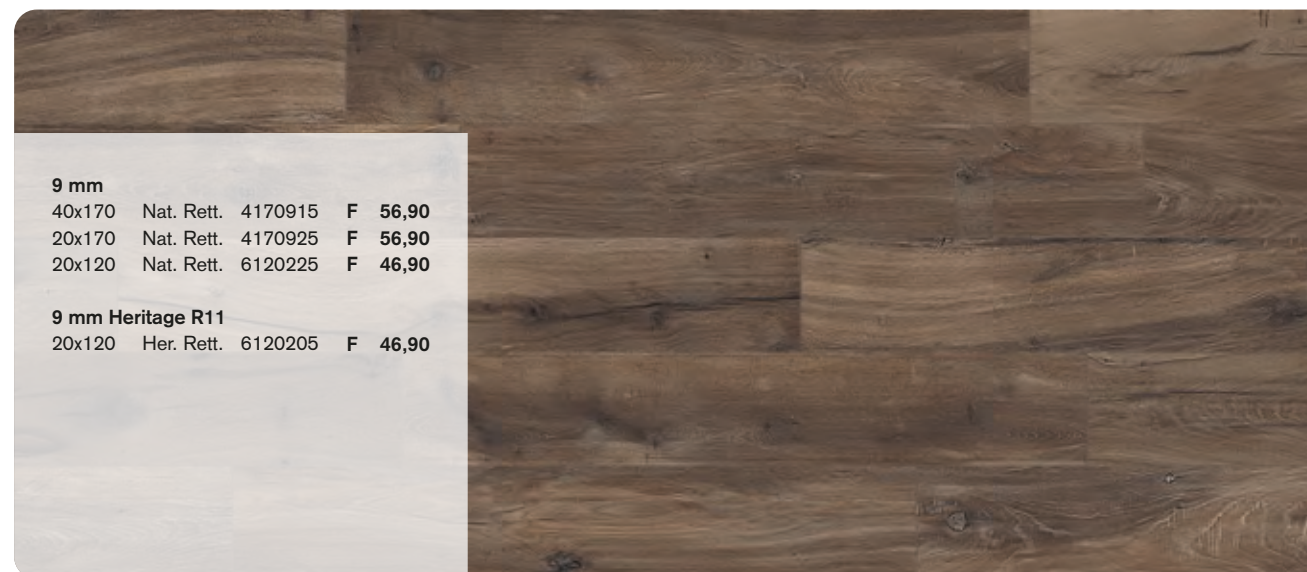 9 mm
40x170 Nat. Rett. 4170915 F 56,90
20x170 Nat. Rett. 4170925 F 56,90
20x120 Nat. Rett. 6120225 F 46,90
9 mm Heritage R11
20x120 Her. Rett. 6120205 F 46,90